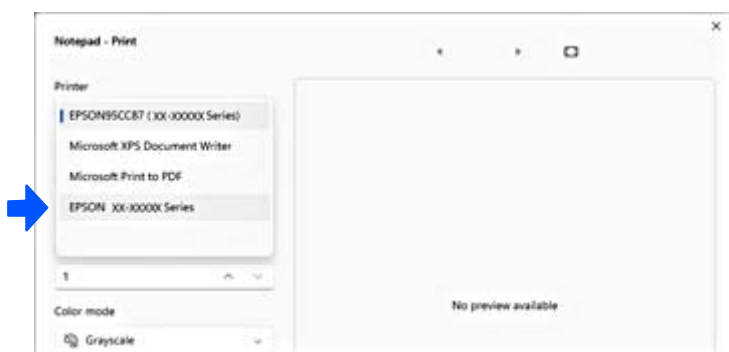 Notepad - Print
Printer
EPSON95CC87 ( XX-XXXXX Series)
Microsoft XPS Document Writer
Microsoft Print to PDF
EPSON XX-XXXXX Series
1
Color mode
Grayscale
No preview available